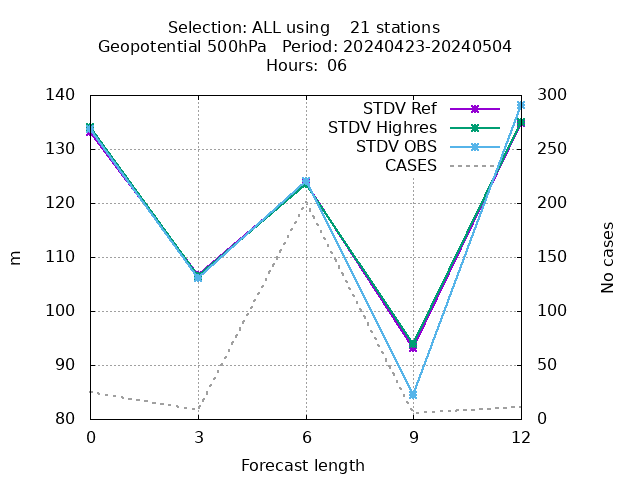 Selection: ALL using    21 stations
Geopotential 500hPa   Period: 20240423-20240504
Hours: 06
140 300
STDV Ref
STDV Highres
130 250
STDV OBS
CASES
120 200
m
110 150
No cases
100 100
90 50
80 0
0 3 6 9 12
Forecast length